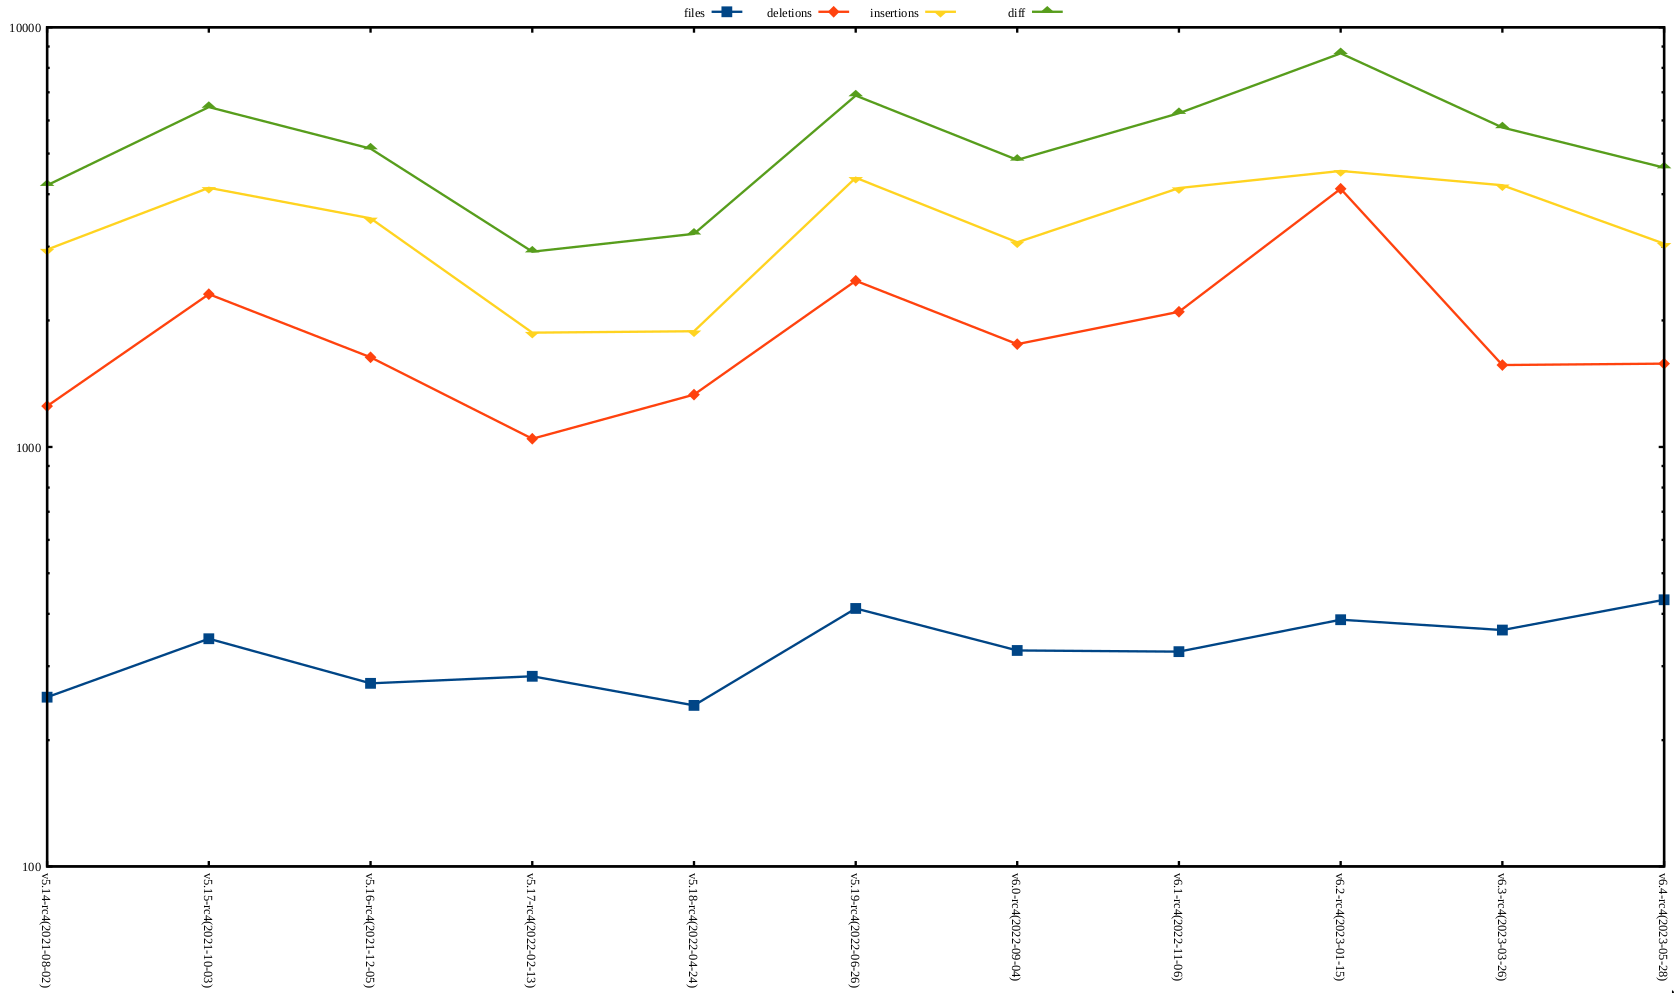 files deletions insertions diff
10000
1000
100
v5.14-rc4(2021-08-02)
v5.15-rc4(2021-10-03)
v5.16-rc4(2021-12-05)
v5.17-rc4(2022-02-13)
v5.18-rc4(2022-04-24)
v5.19-rc4(2022-06-26)
v6.0-rc4(2022-09-04)
v6.1-rc4(2022-11-06)
v6.2-rc4(2023-01-15)
v6.3-rc4(2023-03-26)
v6.4-rc4(2023-05-28)